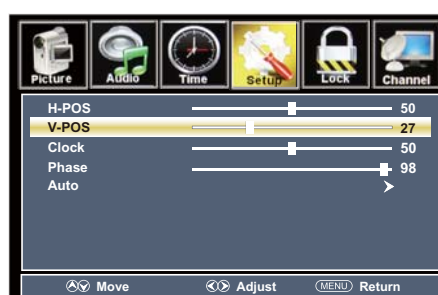 Picture Audio Time Setup Lock Channel
H-POS 50
V-POS 27
Clock 50
Phase 98
Auto
Move Adjust MENU Return